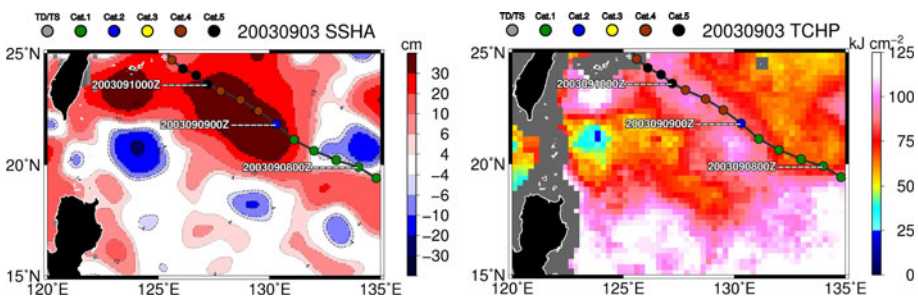 TD/TS Cat.1 Cat.2 Cat.3 Cat.4 Cat.5 20030903 SSHA
cm
25°N
20°N
15°N
120°E 125°E 130°E 135°E
2003091000Z
2003090900Z
2003090800Z
30
20
10
6
4
−4
−6
−10
−20
−30
TD/TS Cat.1 Cat.2 Cat.3 Cat.4 Cat.5 20030903 TCHP
kJ cm⁻²
25°N
20°N
15°N
120°E 125°E 130°E 135°E
2003091000Z
2003090900Z
2003090800Z
125
100
75
50
25
0